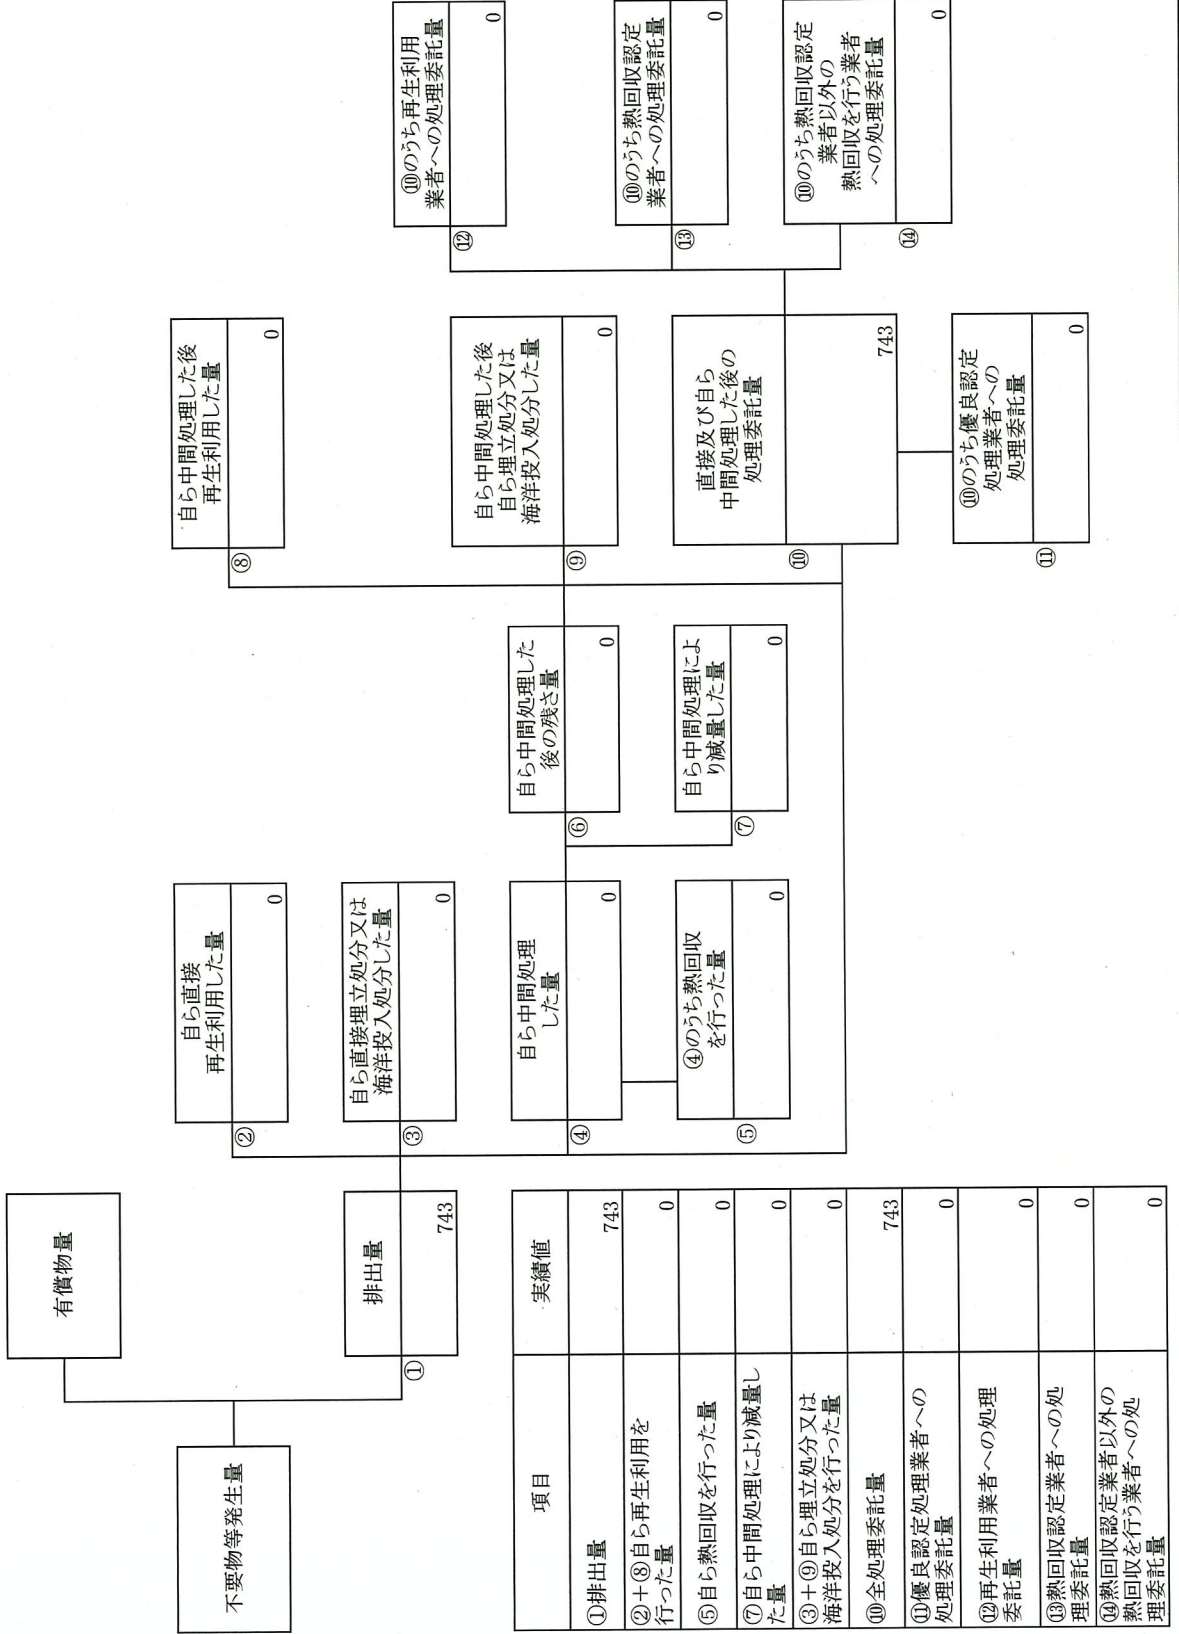 不要物等発生量
有償物量
①
排出量
743
②
自ら直接
再生利用した量
0
③
自ら直接埋立処分又は
海洋投入処分した量
0
④
自ら中間処理
した量
0
⑤
④のうち熱回収
を行った量
0
⑥
自ら中間処理した
後の残さ量
0
⑦
自ら中間処理によ
り減量した量
0
⑧
自ら中間処理した後
再生利用した量
0
⑨
自ら中間処理した後
自ら埋立処分又は
海洋投入処分した量
0
⑩
直接及び自ら
中間処理した後の
処理委託量
743
⑪
⑩のうち優良認定
処理業者への
処理委託量
0
⑫
⑩のうち再生利用
業者への処理委託量
0
⑬
⑩のうち熱回収認定
業者への処理委託量
0
⑭
⑩のうち熱回収認定
業者以外の
熱回収を行う業者
への処理委託量
0
項目
実績値
①排出量
743
②+⑧自ら再生利用を
行った量
0
⑤自ら熱回収を行った量
0
⑦自ら中間処理により減量し
た量
0
③+⑨自ら埋立処分又は
海洋投入処分を行った量
0
⑩全処理委託量
743
⑪優良認定処理業者への
処理委託量
0
⑫再生利用業者への処理
委託量
0
⑬熱回収認定業者への処
理委託量
0
⑭熱回収認定業者以外の
熱回収を行う業者への処
理委託量
0